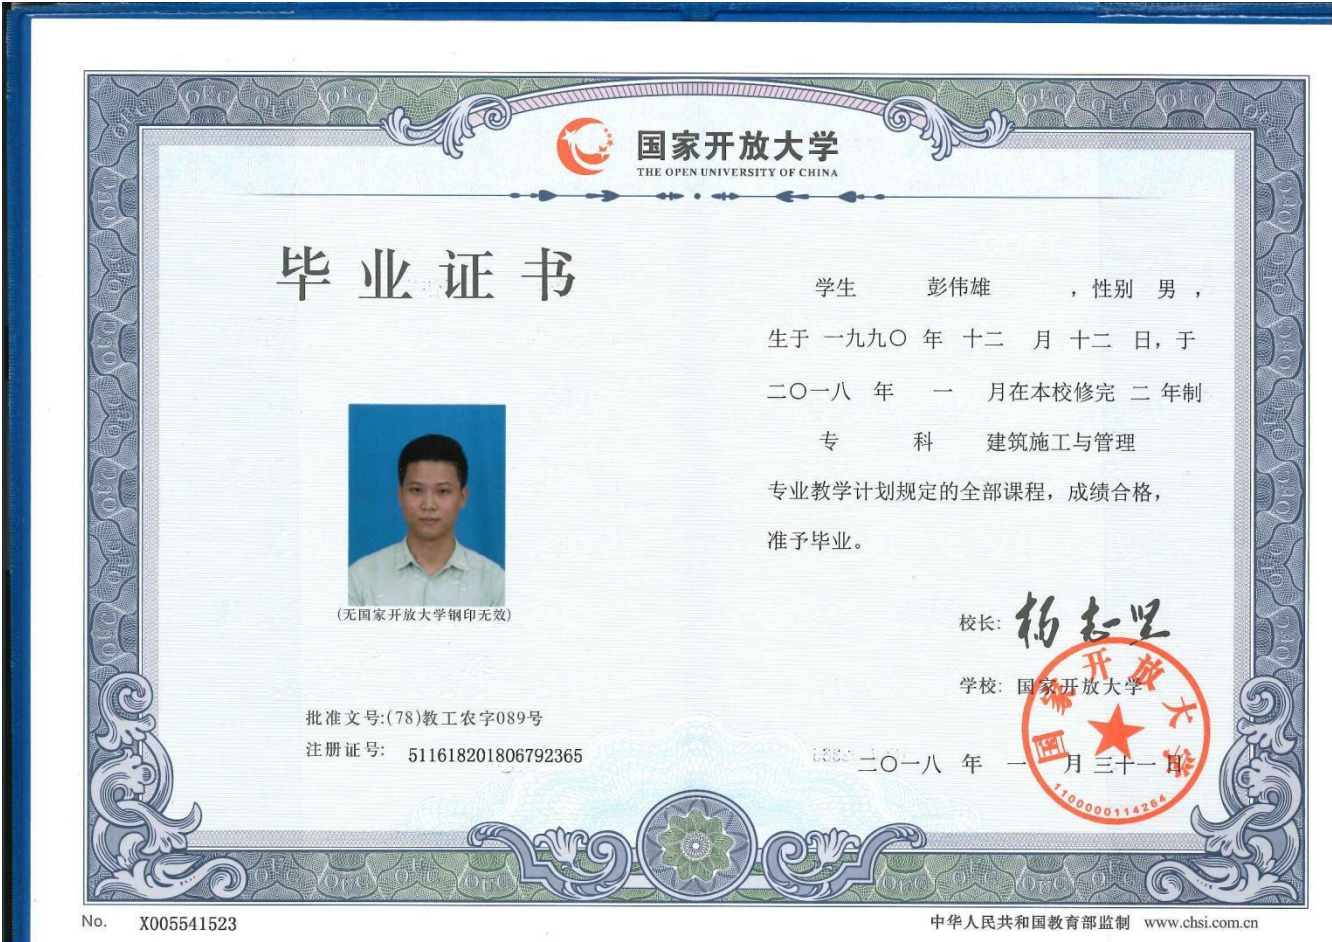 国家开放大学
THE OPEN UNIVERSITY OF CHINA
毕业证书
学生 彭伟雄 ，性别 男 ，
生于 一九九〇 年 十二 月 十二 日，于
二〇一八 年 一 月在本校修完 二 年制
专 科 建筑施工与管理
专业教学计划规定的全部课程，成绩合格，
准予毕业。
(无国家开放大学钢印无效)
校长: 杨志坚
学校: 国家开放大学
批准文号:(78)教工农字089号
注册证号: 511618201806792365
二〇一八 年 一 月 三十一 日
国家开放大学
1100000114264
No. X005541523
中华人民共和国教育部监制 www.chsi.com.cn